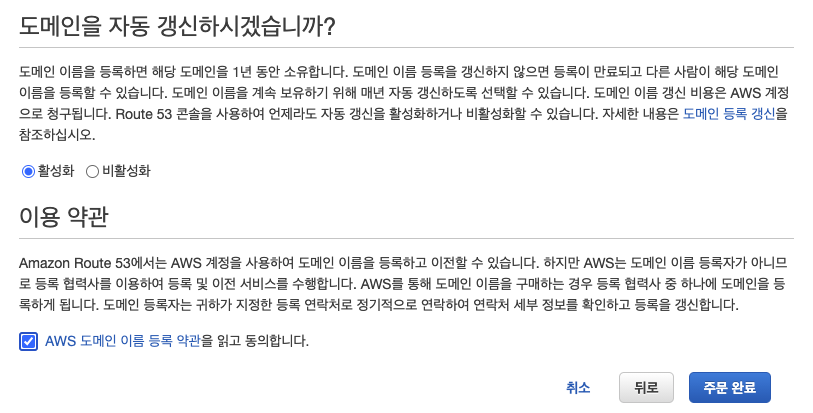 도메인을 자동 갱신하시겠습니까?
도메인 이름을 등록하면 해당 도메인을 1년 동안 소유합니다. 도메인 이름 등록을 갱신하지 않으면 등록이 만료되고 다른 사람이 해당 도메인
이름을 등록할 수 있습니다. 도메인 이름을 계속 보유하기 위해 매년 자동 갱신하도록 선택할 수 있습니다. 도메인 이름 갱신 비용은 AWS 계정
으로 청구됩니다. Route 53 콘솔을 사용하여 언제라도 자동 갱신을 활성화하거나 비활성화할 수 있습니다. 자세한 내용은 도메인 등록 갱신을
참조하십시오.
활성화 비활성화
이용 약관
Amazon Route 53에서는 AWS 계정을 사용하여 도메인 이름을 등록하고 이전할 수 있습니다. 하지만 AWS는 도메인 이름 등록자가 아니므
로 등록 협력사를 이용하여 등록 및 이전 서비스를 수행합니다. AWS를 통해 도메인 이름을 구매하는 경우 등록 협력사 중 하나에 도메인을 등
록하게 됩니다. 도메인 등록자는 귀하가 지정한 등록 연락처로 정기적으로 연락하여 연락처 세부 정보를 확인하고 등록을 갱신합니다.
AWS 도메인 이름 등록 약관을 읽고 동의합니다.
취소 뒤로 주문 완료